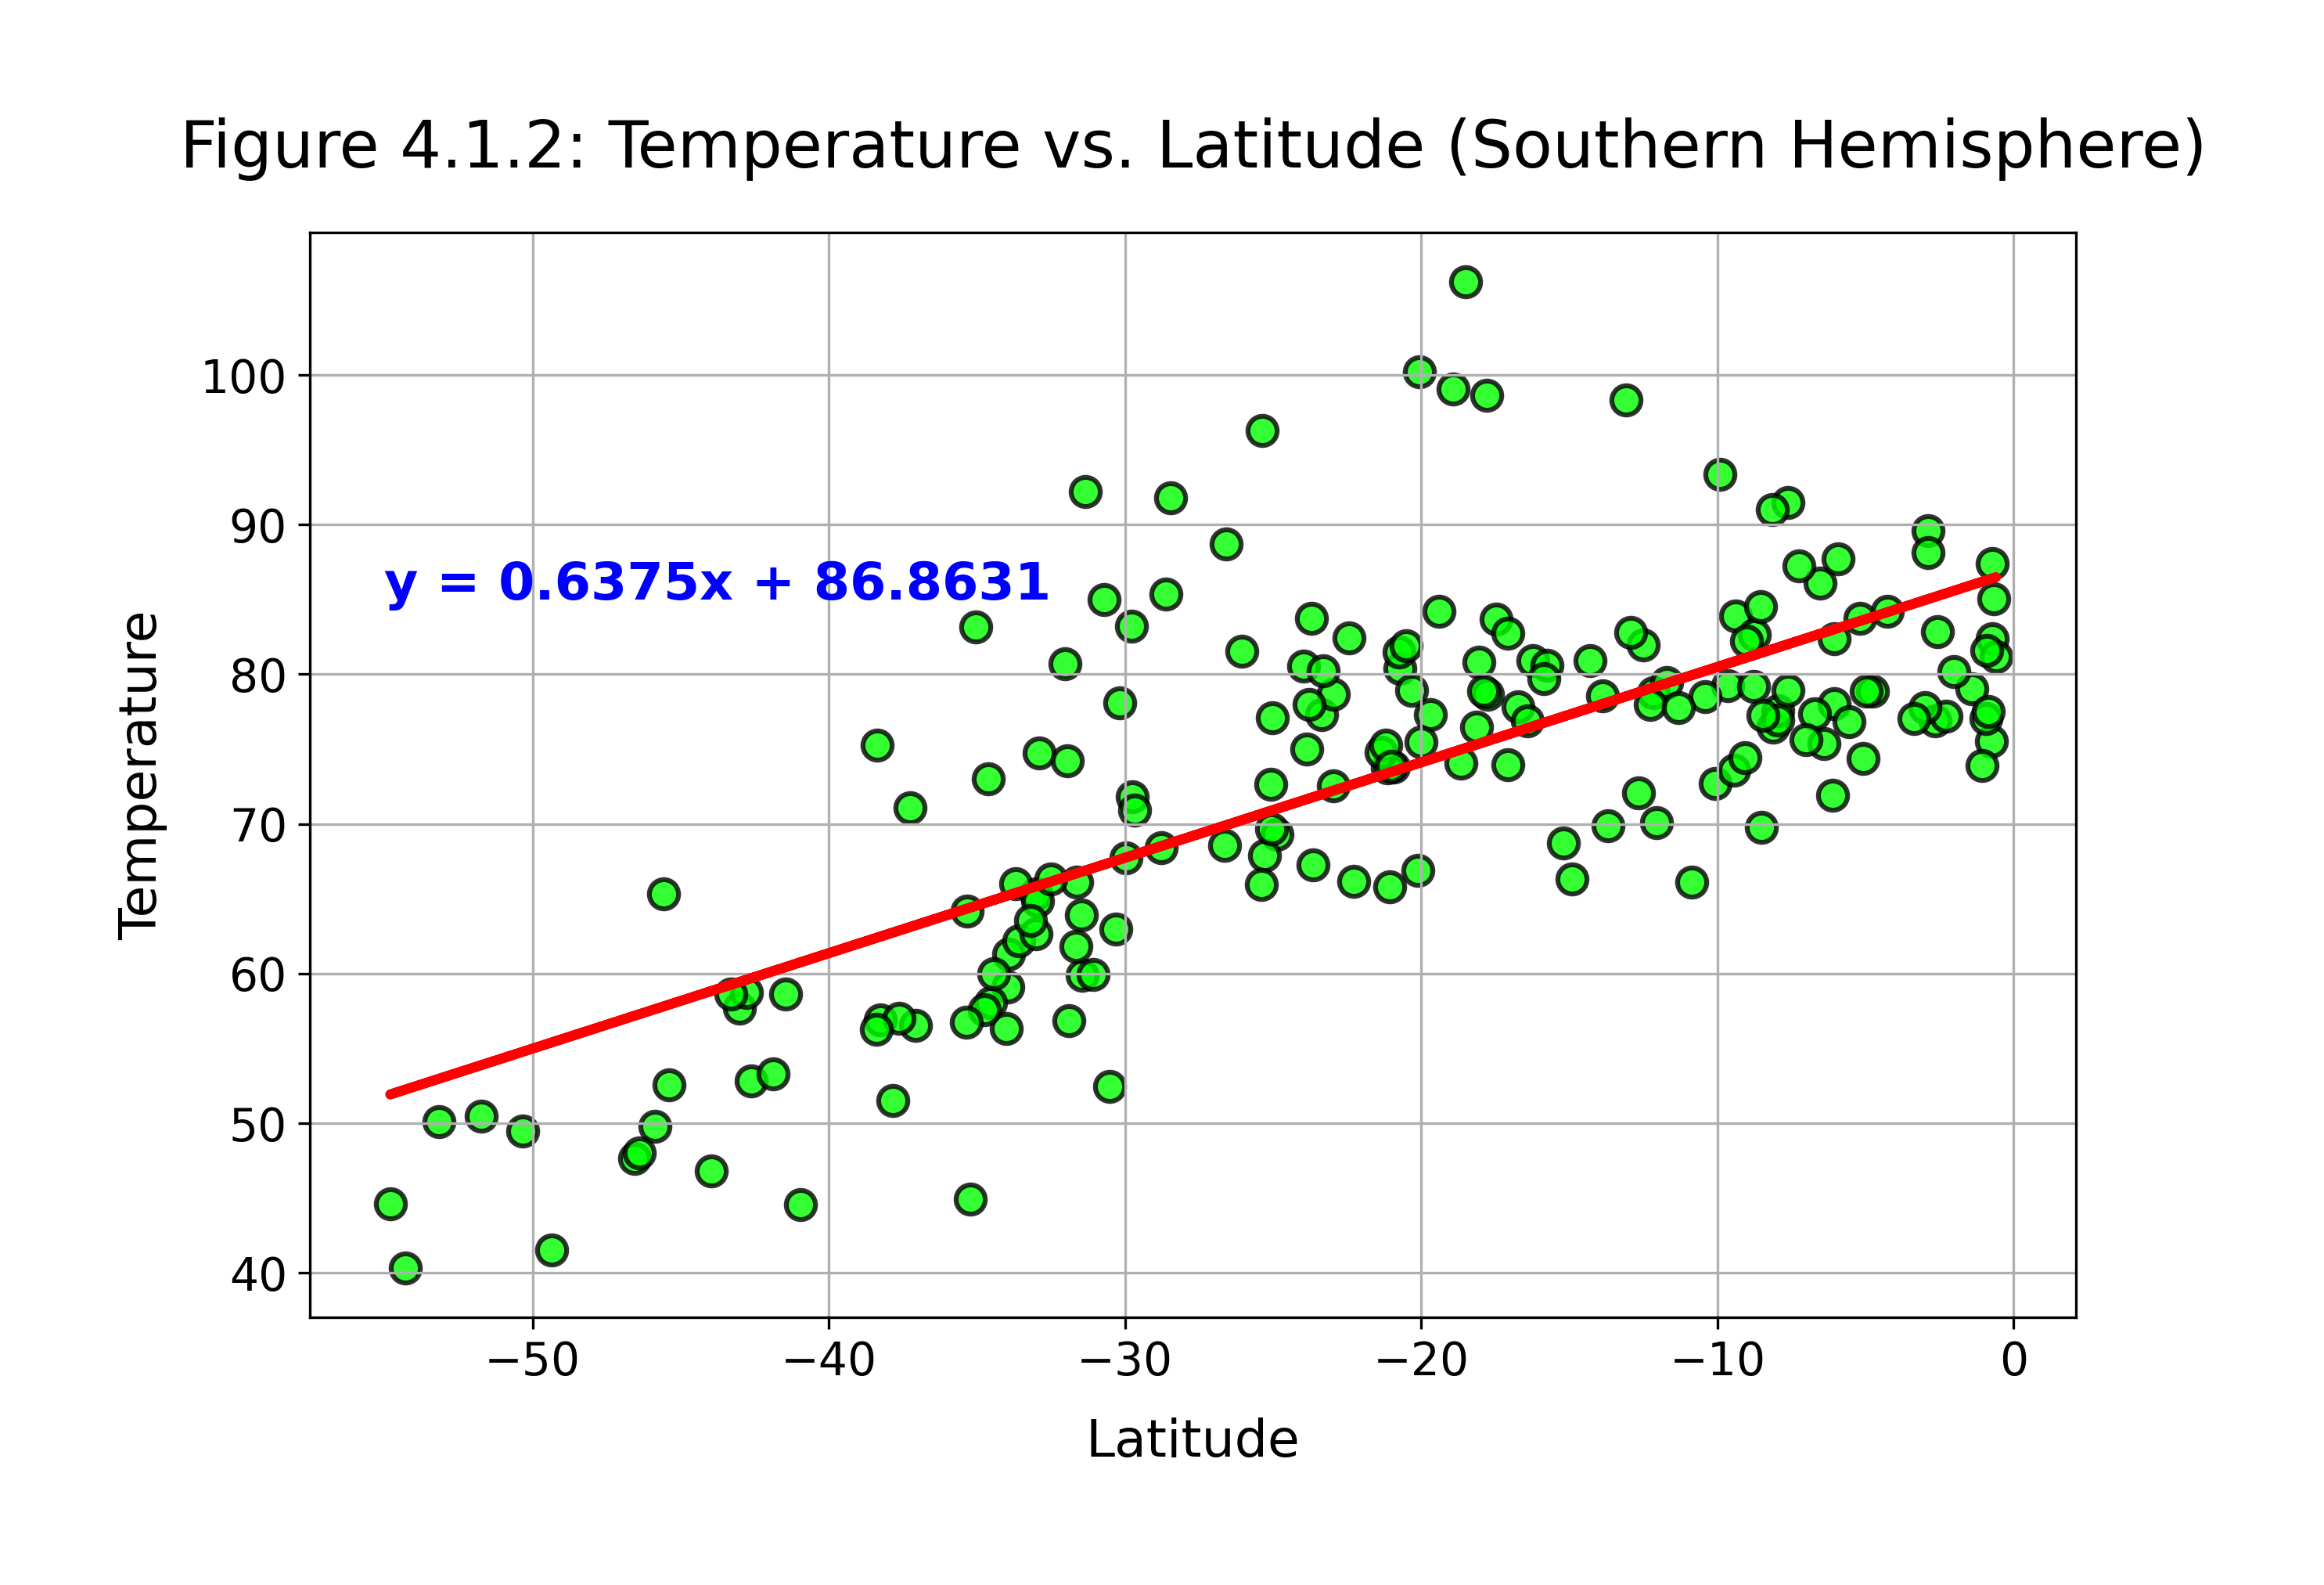 Figure 4.1.2: Temperature vs. Latitude (Southern Hemisphere)
100
90
y = 0.6375x + 86.8631
80
70
60
50
40
Temperature
−50 −40 −30 −20 −10 0
Latitude